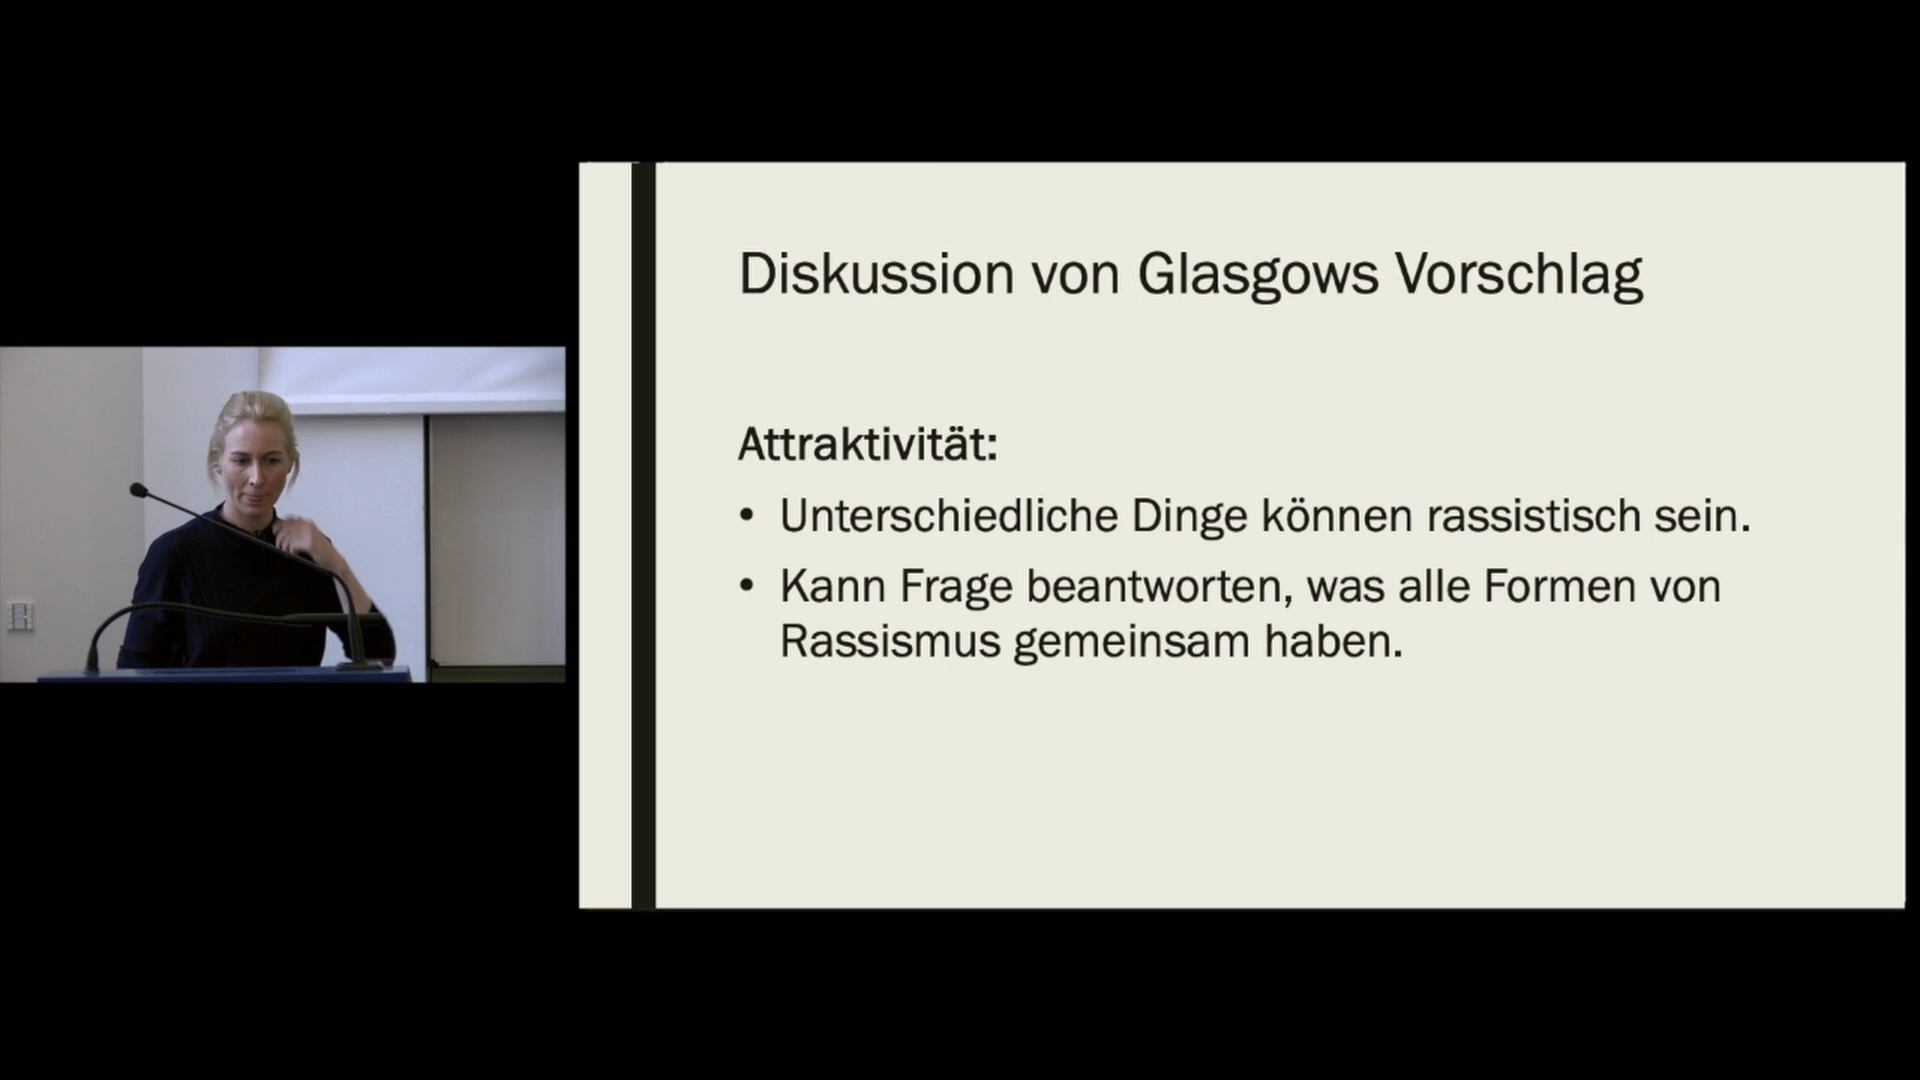 Diskussion von Glasgows Vorschlag
Attraktivität:
• Unterschiedliche Dinge können rassistisch sein.
• Kann Frage beantworten, was alle Formen von
Rassismus gemeinsam haben.